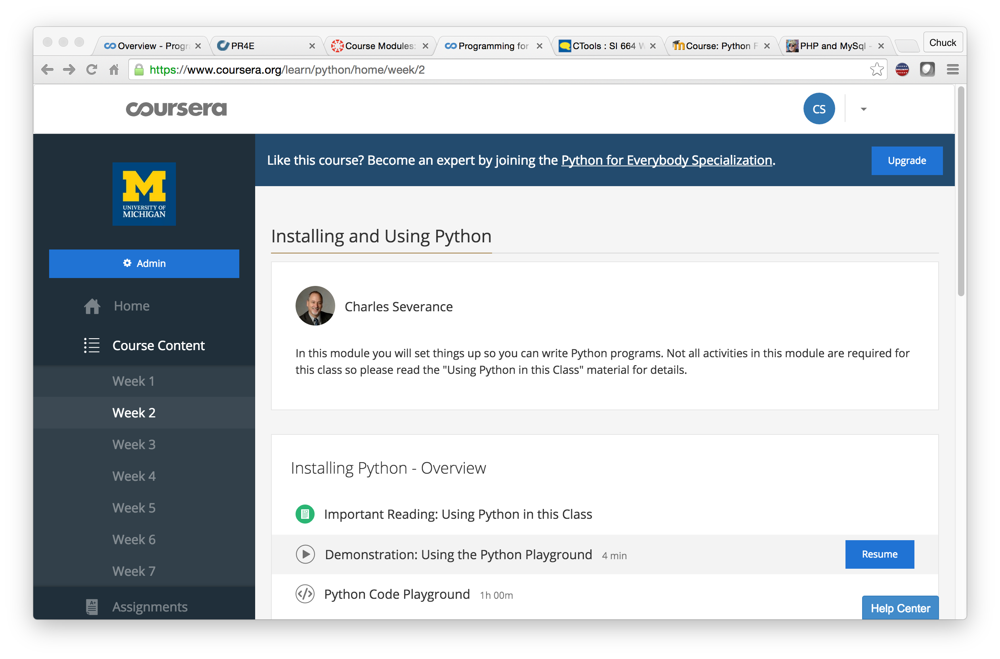 Overview - Progr
PR4E
Course Modules:
Programming for
CTools : SI 664 W
Course: Python F
PHP and MySql -
Chuck
https://www.coursera.org/learn/python/home/week/2
DRUMPF
coursera
CS
Like this course? Become an expert by joining the Python for Everybody Specialization.
Upgrade
M
UNIVERSITY OF
MICHIGAN
Admin
Home
Course Content
Week 1
Week 2
Week 3
Week 4
Week 5
Week 6
Week 7
A+
Assignments
Installing and Using Python
Charles Severance
In this module you will set things up so you can write Python programs. Not all activities in this module are required for
this class so please read the "Using Python in this Class" material for details.
Installing Python - Overview
Important Reading: Using Python in this Class
Demonstration: Using the Python Playground 4 min
Resume
Python Code Playground 1h 00m
Help Center